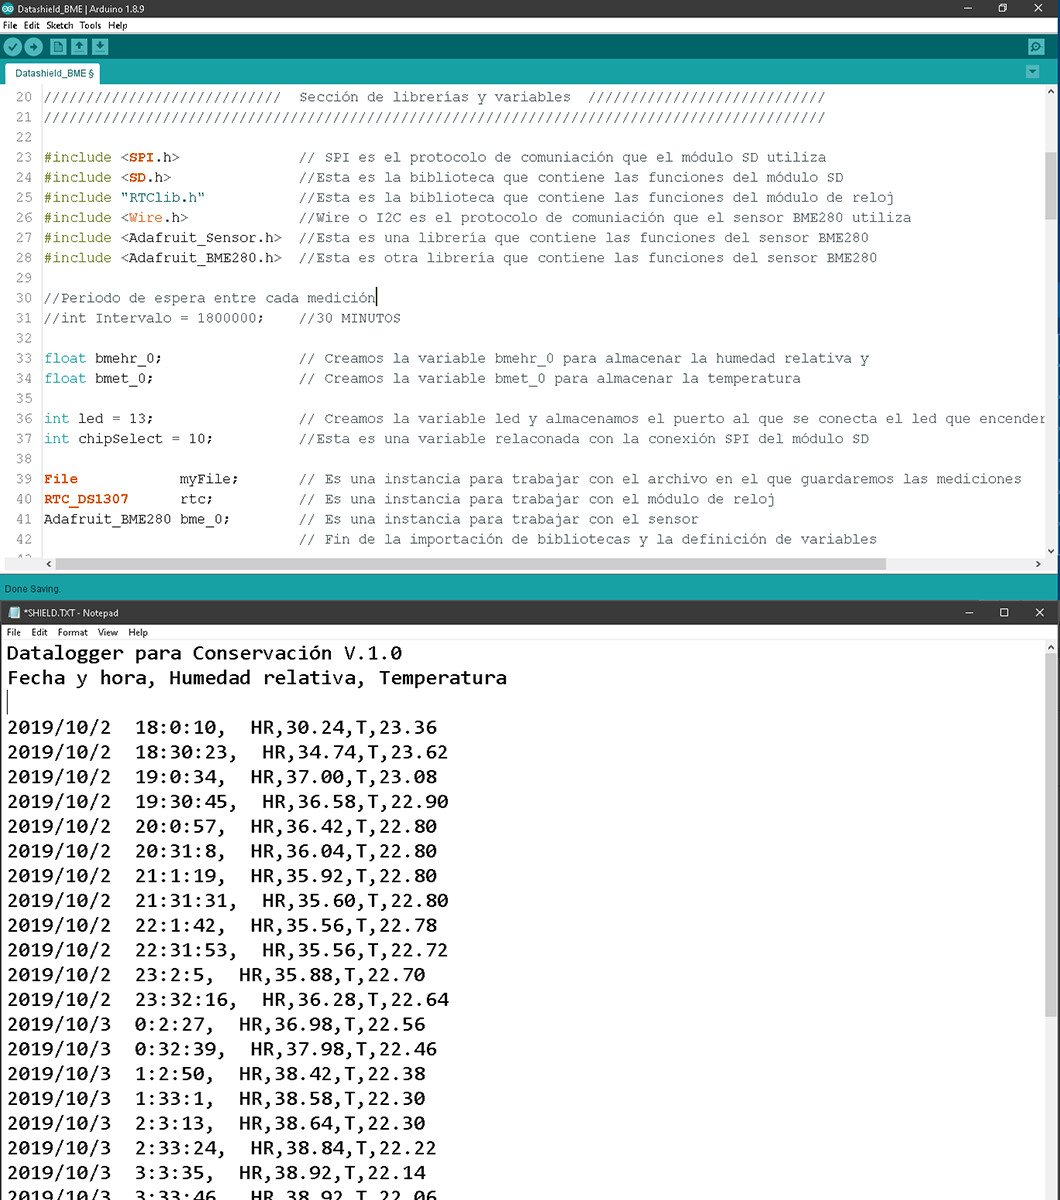 Datashield_BME | Arduino 1.8.9
File Edit Sketch Tools Help
Datashield_BME §
20 //////////////////////////// Sección de librerías y variables ////////////////////////////
21 ////////////////////////////////////////////////////////////////////////////////////////////
22
23 #include <SPI.h> // SPI es el protocolo de comuniación que el módulo SD utiliza
24 #include <SD.h> //Esta es la biblioteca que contiene las funciones del módulo SD
25 #include "RTClib.h" //Esta es la biblioteca que contiene las funciones del módulo de reloj
26 #include <Wire.h> //Wire o I2C es el protocolo de comuniación que el sensor BME280 utiliza
27 #include <Adafruit_Sensor.h> //Esta es una librería que contiene las funciones del sensor BME280
28 #include <Adafruit_BME280.h> //Esta es otra librería que contiene las funciones del sensor BME280
29
30 //Periodo de espera entre cada medición
31 //int Intervalo = 1800000; //30 MINUTOS
32
33 float bmehr_0; // Creamos la variable bmehr_0 para almacenar la humedad relativa y
34 float bmet_0; // Creamos la variable bmet_0 para almacenar la temperatura
35
36 int led = 13; // Creamos la variable led y almacenamos el puerto al que se conecta el led que encender
37 int chipSelect = 10; //Esta es una variable relaconada con la conexión SPI del módulo SD
38
39 File myFile; // Es una instancia para trabajar con el archivo en el que guardaremos las mediciones
40 RTC_DS1307 rtc; // Es una instancia para trabajar con el módulo de reloj
41 Adafruit_BME280 bme_0; // Es una instancia para trabajar con el sensor
42 // Fin de la importación de bibliotecas y la definición de variables
Done Saving.
*SHIELD.TXT - Notepad
File Edit Format View Help
Datalogger para Conservación V.1.0
Fecha y hora, Humedad relativa, Temperatura
2019/10/2 18:0:10, HR,30.24,T,23.36
2019/10/2 18:30:23, HR,34.74,T,23.62
2019/10/2 19:0:34, HR,37.00,T,23.08
2019/10/2 19:30:45, HR,36.58,T,22.90
2019/10/2 20:0:57, HR,36.42,T,22.80
2019/10/2 20:31:8, HR,36.04,T,22.80
2019/10/2 21:1:19, HR,35.92,T,22.80
2019/10/2 21:31:31, HR,35.60,T,22.80
2019/10/2 22:1:42, HR,35.56,T,22.78
2019/10/2 22:31:53, HR,35.56,T,22.72
2019/10/2 23:2:5, HR,35.88,T,22.70
2019/10/2 23:32:16, HR,36.28,T,22.64
2019/10/3 0:2:27, HR,36.98,T,22.56
2019/10/3 0:32:39, HR,37.98,T,22.46
2019/10/3 1:2:50, HR,38.42,T,22.38
2019/10/3 1:33:1, HR,38.58,T,22.30
2019/10/3 2:3:13, HR,38.64,T,22.30
2019/10/3 2:33:24, HR,38.84,T,22.22
2019/10/3 3:3:35, HR,38.92,T,22.14
2019/10/3 3:33:46, HR,38.92,T,22.06